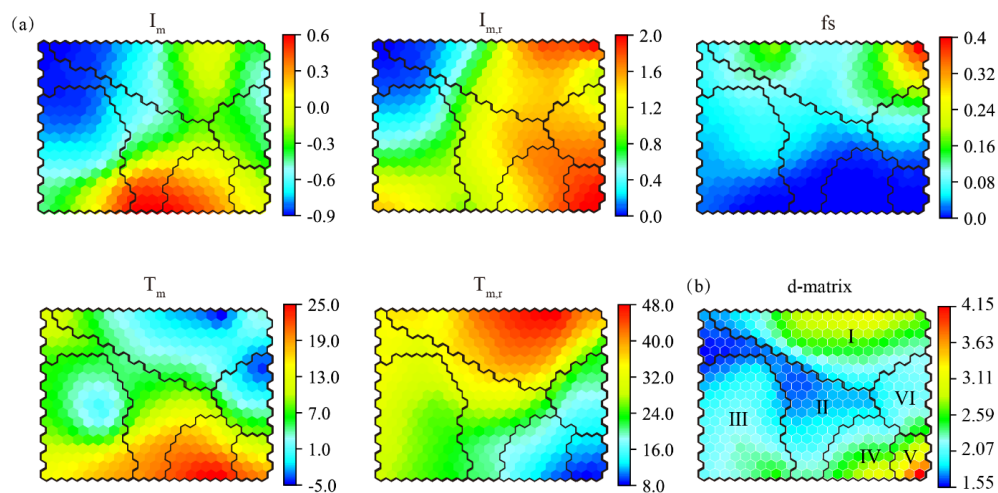 (a)
I_m
0.6
0.3
0.0
-0.3
-0.6
-0.9
I_m,r
2.0
1.6
1.2
0.8
0.4
0.0
fs
0.4
0.32
0.24
0.16
0.08
0.0
T_m
25.0
19.0
13.0
7.0
1.0
-5.0
T_m,r
48.0
40.0
32.0
24.0
16.0
8.0
(b)
d-matrix
I
II
III
IV
V
VI
4.15
3.63
3.11
2.59
2.07
1.55